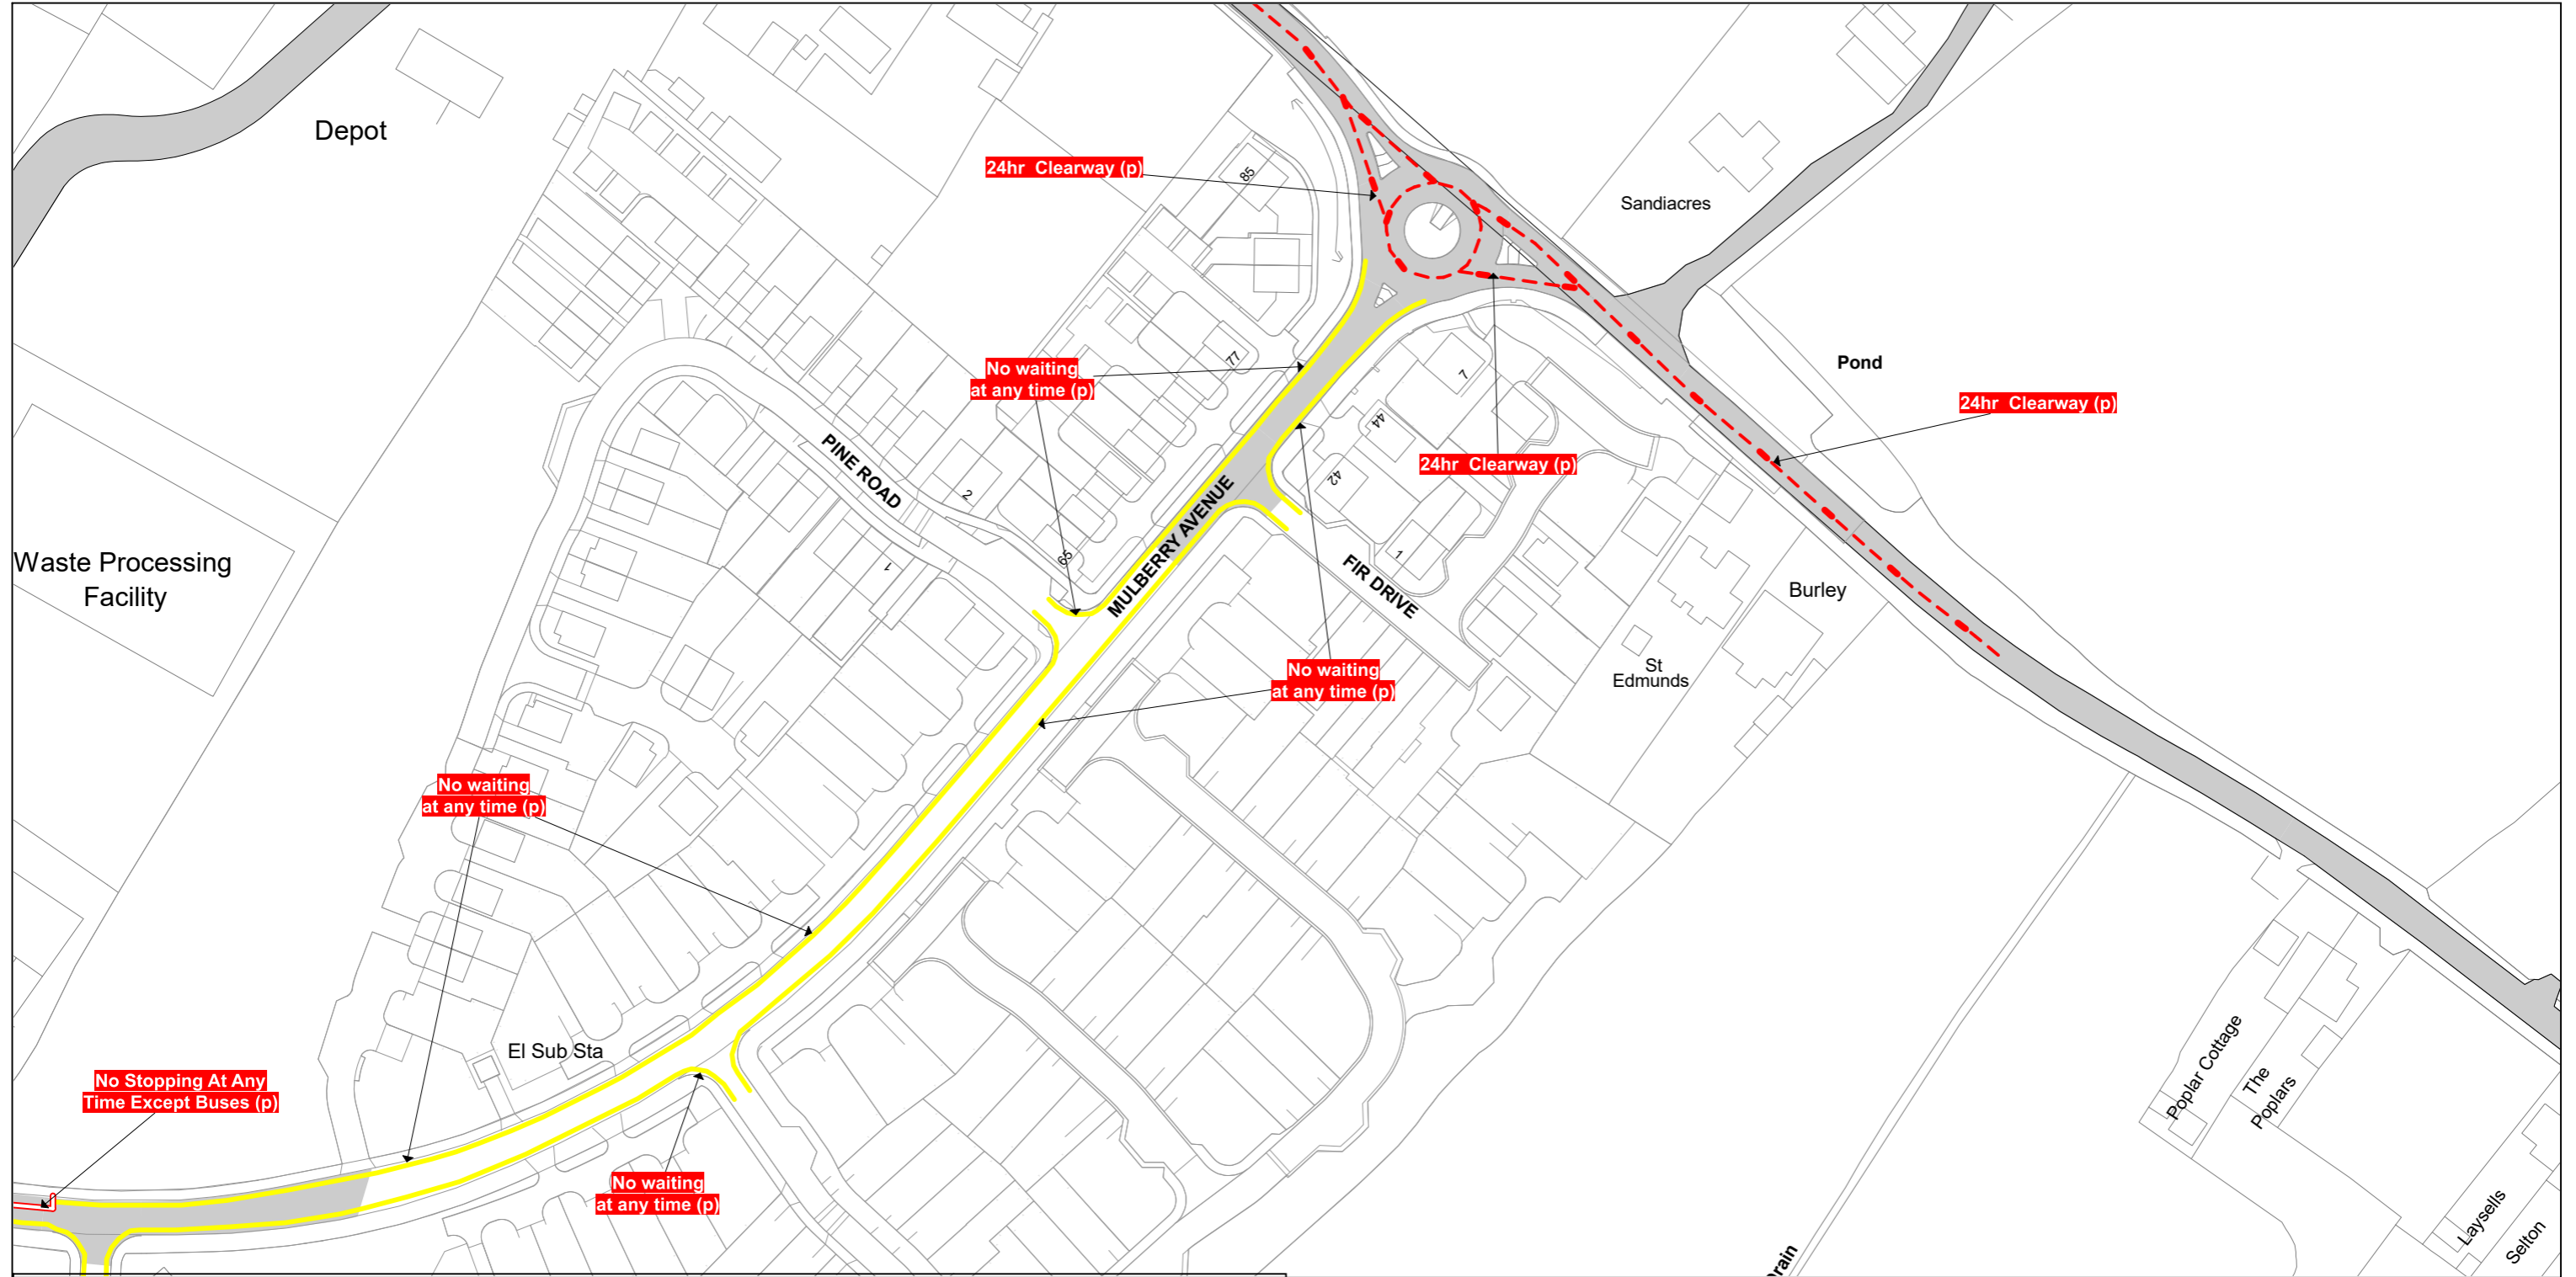 Depot
24hr Clearway (p)
85
Sandiacres
No waiting
at any time (p)
77
7
Pond
24hr Clearway (p)
44
24hr Clearway (p)
42
PINE ROAD
2
MULBERRY AVENUE
65
1
1
FIR DRIVE
Waste Processing
Facility
Burley
St
Edmunds
No waiting
at any time (p)
No waiting
at any time (p)
El Sub Sta
No Stopping At Any
Time Except Buses (p)
No waiting
at any time (p)
Poplar Cottage
The
Poplars
Laysells
Selton